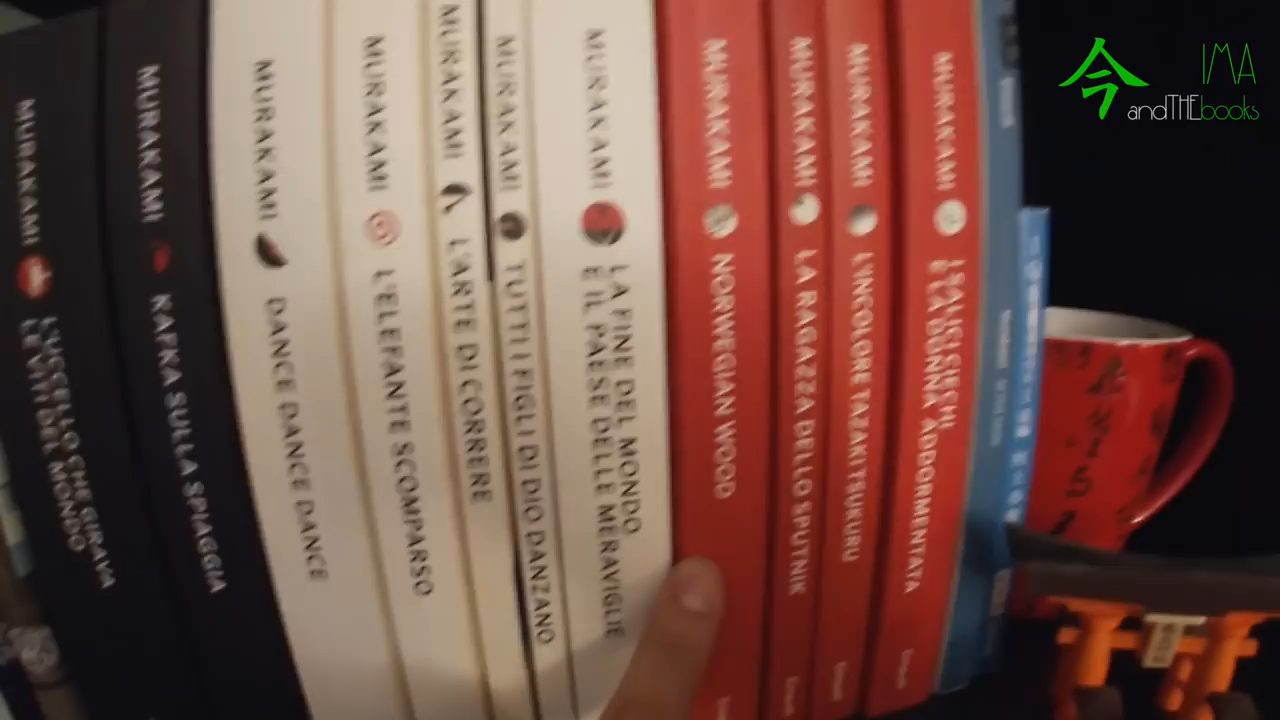 MURAKAMI L'UCCELLO CHE GIRAVA
LE VITI DEL MONDO
MURAKAMI KAFKA SULLA SPIAGGIA
MURAKAMI DANCE DANCE DANCE
MURAKAMI L'ELEFANTE SCOMPARSO
MURAKAMI L'ARTE DI CORRERE
MURAKAMI TUTTI I FIGLI DI DIO DANZANO
MURAKAMI LA FINE DEL MONDO
E IL PAESE DELLE MERAVIGLIE
MURAKAMI NORWEGIAN WOOD
MURAKAMI LA RAGAZZA DELLO SPUTNIK
MURAKAMI L'INCOLORE TAZAKI TSUKURU
MURAKAMI I SALICI CIECHI
E LA DONNA ADDORMENTATA
今 IMA
andTHEbooks